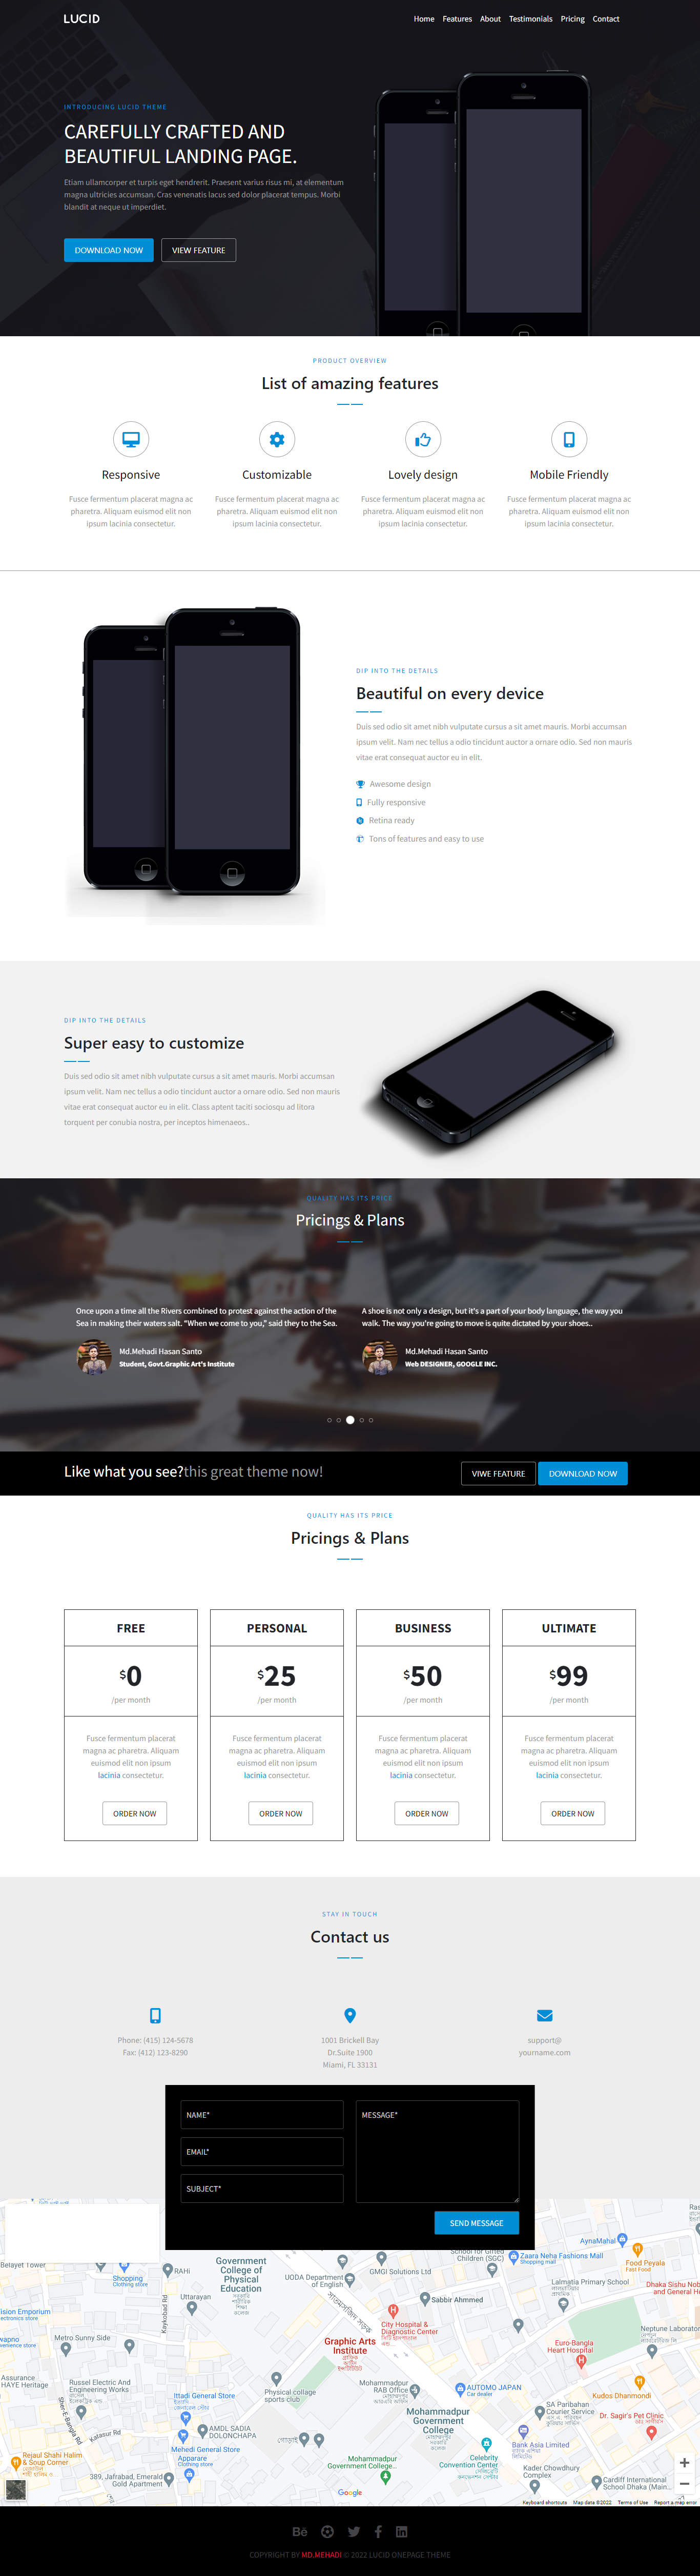 LUCID
Home Features About Testimonials Pricing Contact
INTRODUCING LUCID THEME
CAREFULLY CRAFTED AND
BEAUTIFUL LANDING PAGE.
Etiam ullamcorper et turpis eget hendrerit. Praesent varius risus mi, at elementum
magna ultricies accumsan. Cras venenatis lacus sed dolor placerat tempus. Morbi
blandit at neque ut imperdiet.
DOWNLOAD NOW
VIEW FEATURE
PRODUCT OVERVIEW
List of amazing features
Responsive
Fusce fermentum placerat magna ac
pharetra. Aliquam euismod elit non
ipsum lacinia consectetur.
Customizable
Fusce fermentum placerat magna ac
pharetra. Aliquam euismod elit non
ipsum lacinia consectetur.
Lovely design
Fusce fermentum placerat magna ac
pharetra. Aliquam euismod elit non
ipsum lacinia consectetur.
Mobile Friendly
Fusce fermentum placerat magna ac
pharetra. Aliquam euismod elit non
ipsum lacinia consectetur.
DIP INTO THE DETAILS
Beautiful on every device
Duis sed odio sit amet nibh vulputate cursus a sit amet mauris. Morbi accumsan
ipsum velit. Nam nec tellus a odio tincidunt auctor a ornare odio. Sed non mauris
vitae erat consequat auctor eu in elit.
Awesome design
Fully responsive
Retina ready
Tons of features and easy to use
DIP INTO THE DETAILS
Super easy to customize
Duis sed odio sit amet nibh vulputate cursus a sit amet mauris. Morbi accumsan
ipsum velit. Nam nec tellus a odio tincidunt auctor a ornare odio. Sed non mauris
vitae erat consequat auctor eu in elit. Class aptent taciti sociosqu ad litora
torquent per conubia nostra, per inceptos himenaeos..
QUALITY HAS ITS PRICE
Pricings & Plans
Once upon a time all the Rivers combined to protest against the action of the
Sea in making their waters salt. "When we come to you," said they to the Sea.
Md.Mehadi Hasan Santo
Student, Govt.Graphic Art's Institute
A shoe is not only a design, but it's a part of your body language, the way you
walk. The way you're going to move is quite dictated by your shoes..
Md.Mehadi Hasan Santo
Web DESIGNER, GOOGLE INC.
Like what you see?this great theme now!
VIWE FEATURE
DOWNLOAD NOW
QUALITY HAS ITS PRICE
Pricings & Plans
FREE
$0
/per month
Fusce fermentum placerat
magna ac pharetra. Aliquam
euismod elit non ipsum
lacinia consectetur.
ORDER NOW
PERSONAL
$25
/per month
Fusce fermentum placerat
magna ac pharetra. Aliquam
euismod elit non ipsum
lacinia consectetur.
ORDER NOW
BUSINESS
$50
/per month
Fusce fermentum placerat
magna ac pharetra. Aliquam
euismod elit non ipsum
lacinia consectetur.
ORDER NOW
ULTIMATE
$99
/per month
Fusce fermentum placerat
magna ac pharetra. Aliquam
euismod elit non ipsum
lacinia consectetur.
ORDER NOW
STAY IN TOUCH
Contact us
Phone: (415) 124-5678
Fax: (412) 123-8290
1001 Brickell Bay
Dr.Suite 1900
Miami, FL 33131
support@
yourname.com
NAME*
EMAIL*
SUBJECT*
MESSAGE*
SEND MESSAGE
Belayet Tower
Shopping
Clothing store
RAHi
Government
College of
Physical
Education
UODA Department
of English
GMGI Solutions Ltd
School for Gifted
Children (SGC)
Zaara Neha Fashions Mall
Shopping mall
AynaMahal
Food Peyala
Fast Food
Lalmatia Primary School
Dhaka Sishu
and General
Uttarayan
Kaykobad Rd
Sabbir Ahmmed
City Hospital &
Diagnostic Center
Neptune Laborator
Metro Sunny Side
Graphic Arts
Institute
Euro-Bangla
Heart Hospital
Assurance
HAYE Heritage
Russel Electric And
Engineering Works
Physical college
sports club
Mohammadpur
RAB Office
AUTOMO JAPAN
Car dealer
Kudos Dhanmondi
Ittadi General Store
Sher-E-Bangla Rd
Katasur Rd
AMDL SADIA
DOLONCHAPA
Mohammadpur
Government
College
SA Paribahan
Courier Service
Dr. Sagir's Pet Clinic
Mehedi General Store
Bank Asia Limited
Rejaul Shahi Halim
& Soup Corner
Apparaze
Clothing store
389, Jafrabad, Emerald
Gold Apartment
Mohammadpur
Government College...
Celebrity
Convention Center
Kader Chowdhury
Complex
Cardiff International
School Dhaka
Google
Keyboard shortcuts Map data ©2022 Terms of Use Report a map error
COPYRIGHT BY MD.MEHADI © 2022 LUCID ONEPAGE THEME